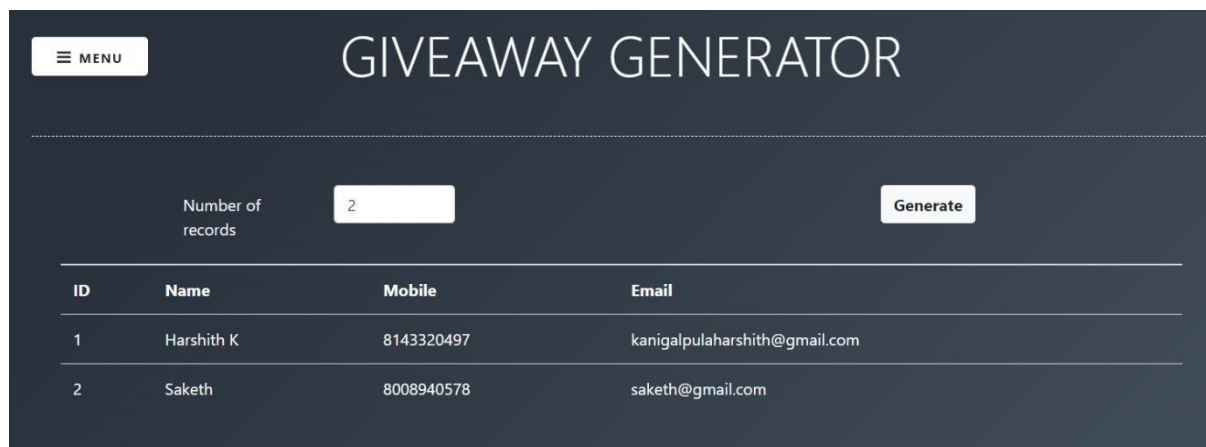 ☰ MENU
GIVEAWAY GENERATOR
Number of
records
2
Generate
ID Name Mobile Email
1 Harshith K 8143320497 kanigalpulaharshith@gmail.com
2 Saketh 8008940578 saketh@gmail.com